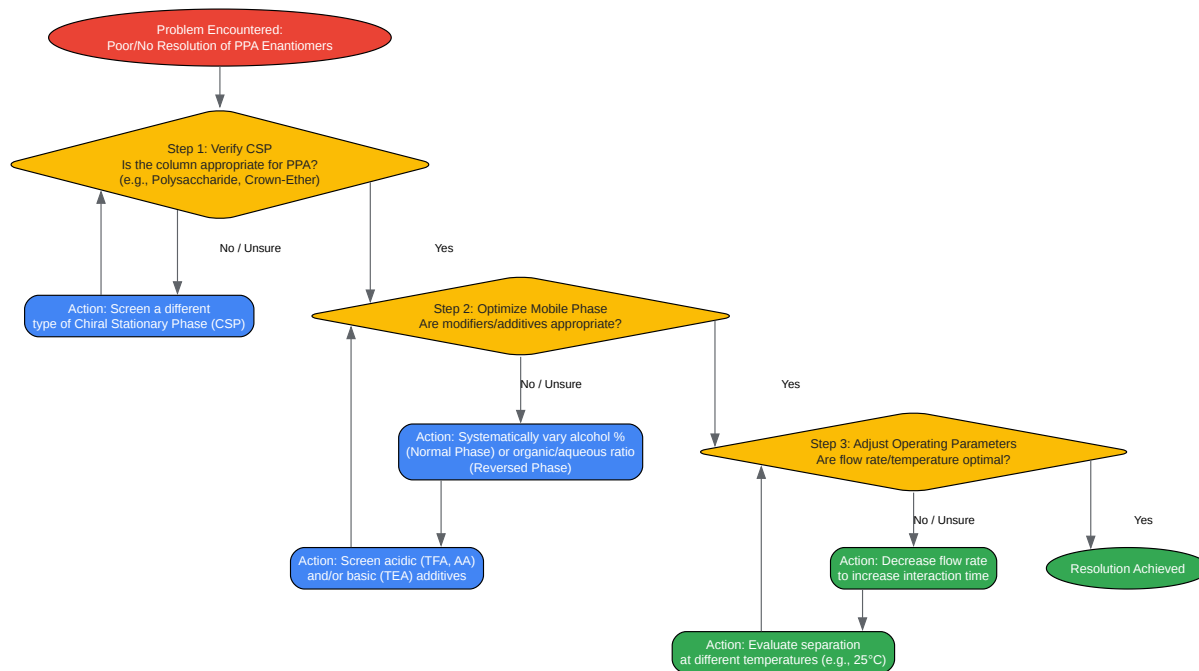 Problem Encountered:
Poor/No Resolution of PPA Enantiomers
Step 1: Verify CSP
Is the column appropriate for PPA?
(e.g., Polysaccharide, Crown-Ether)
No / Unsure
Yes
Action: Screen a different
type of Chiral Stationary Phase (CSP)
Step 2: Optimize Mobile Phase
Are modifiers/additives appropriate?
No / Unsure
Yes
Action: Systematically vary alcohol %
(Normal Phase) or organic/aqueous ratio
(Reversed Phase)
Step 3: Adjust Operating Parameters
Are flow rate/temperature optimal?
No / Unsure
Yes
Action: Screen acidic (TFA, AA)
and/or basic (TEA) additives
Action: Decrease flow rate
to increase interaction time
Resolution Achieved
Action: Evaluate separation
at different temperatures (e.g., 25°C)